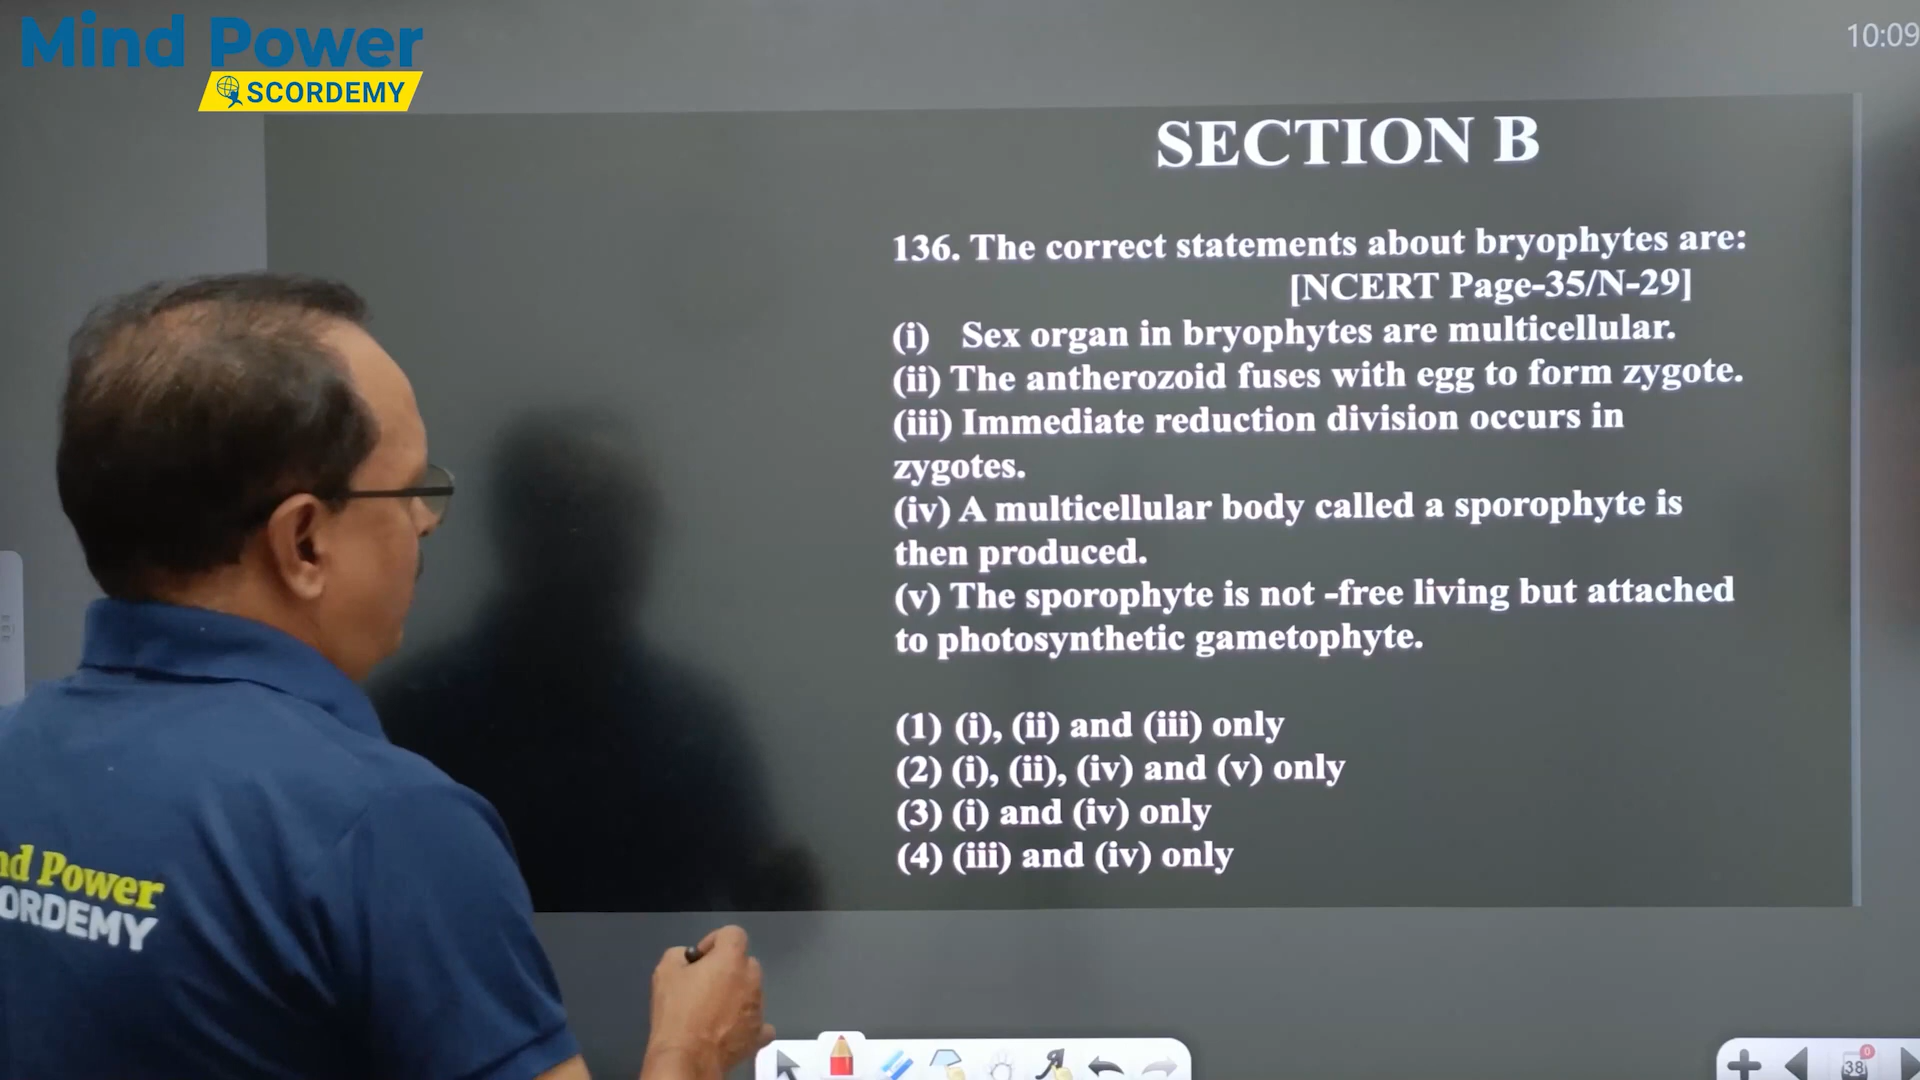 Mind Power
SCORDEMY
10:09
SECTION B
136. The correct statements about bryophytes are:
[NCERT Page-35/N-29]
(i) Sex organ in bryophytes are multicellular.
(ii) The antherozoid fuses with egg to form zygote.
(iii) Immediate reduction division occurs in
zygotes.
(iv) A multicellular body called a sporophyte is
then produced.
(v) The sporophyte is not -free living but attached
to photosynthetic gametophyte.
(1) (i), (ii) and (iii) only
(2) (i), (ii), (iv) and (v) only
(3) (i) and (iv) only
(4) (iii) and (iv) only
nd Power
ORDEMY
38
0